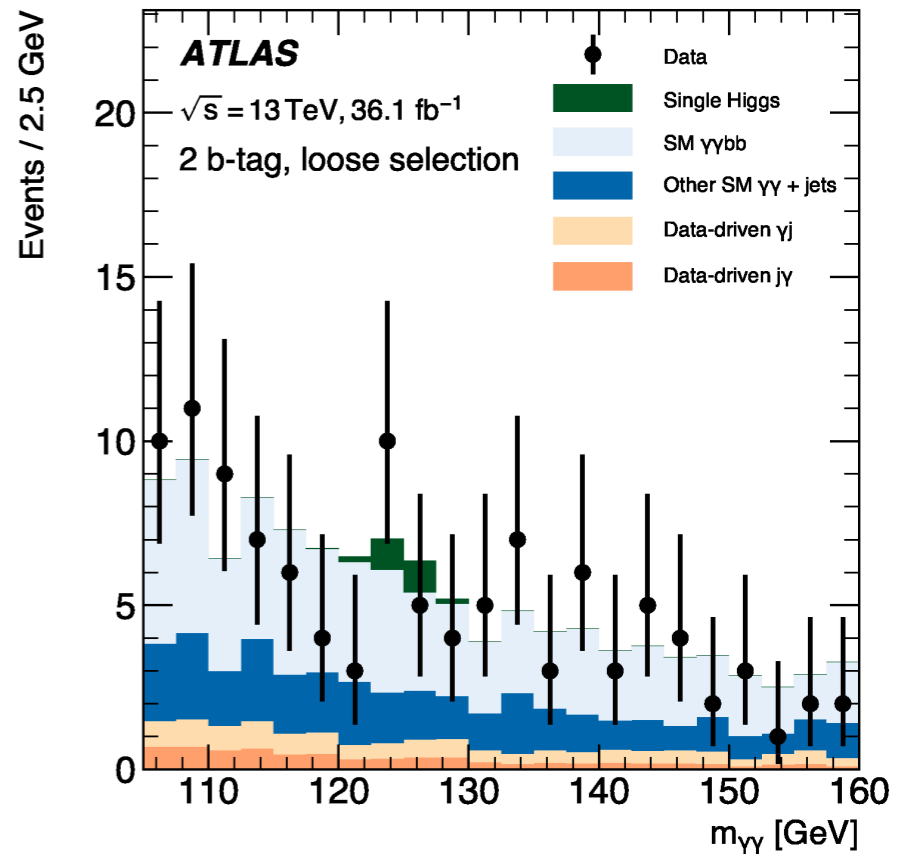 Events / 2.5 GeV
ATLAS
√s = 13 TeV, 36.1 fb⁻¹
2 b-tag, loose selection
Data
Single Higgs
SM γγbb
Other SM γγ + jets
Data-driven γj
Data-driven jγ
20
15
10
5
0
110 120 130 140 150 160
mγγ [GeV]